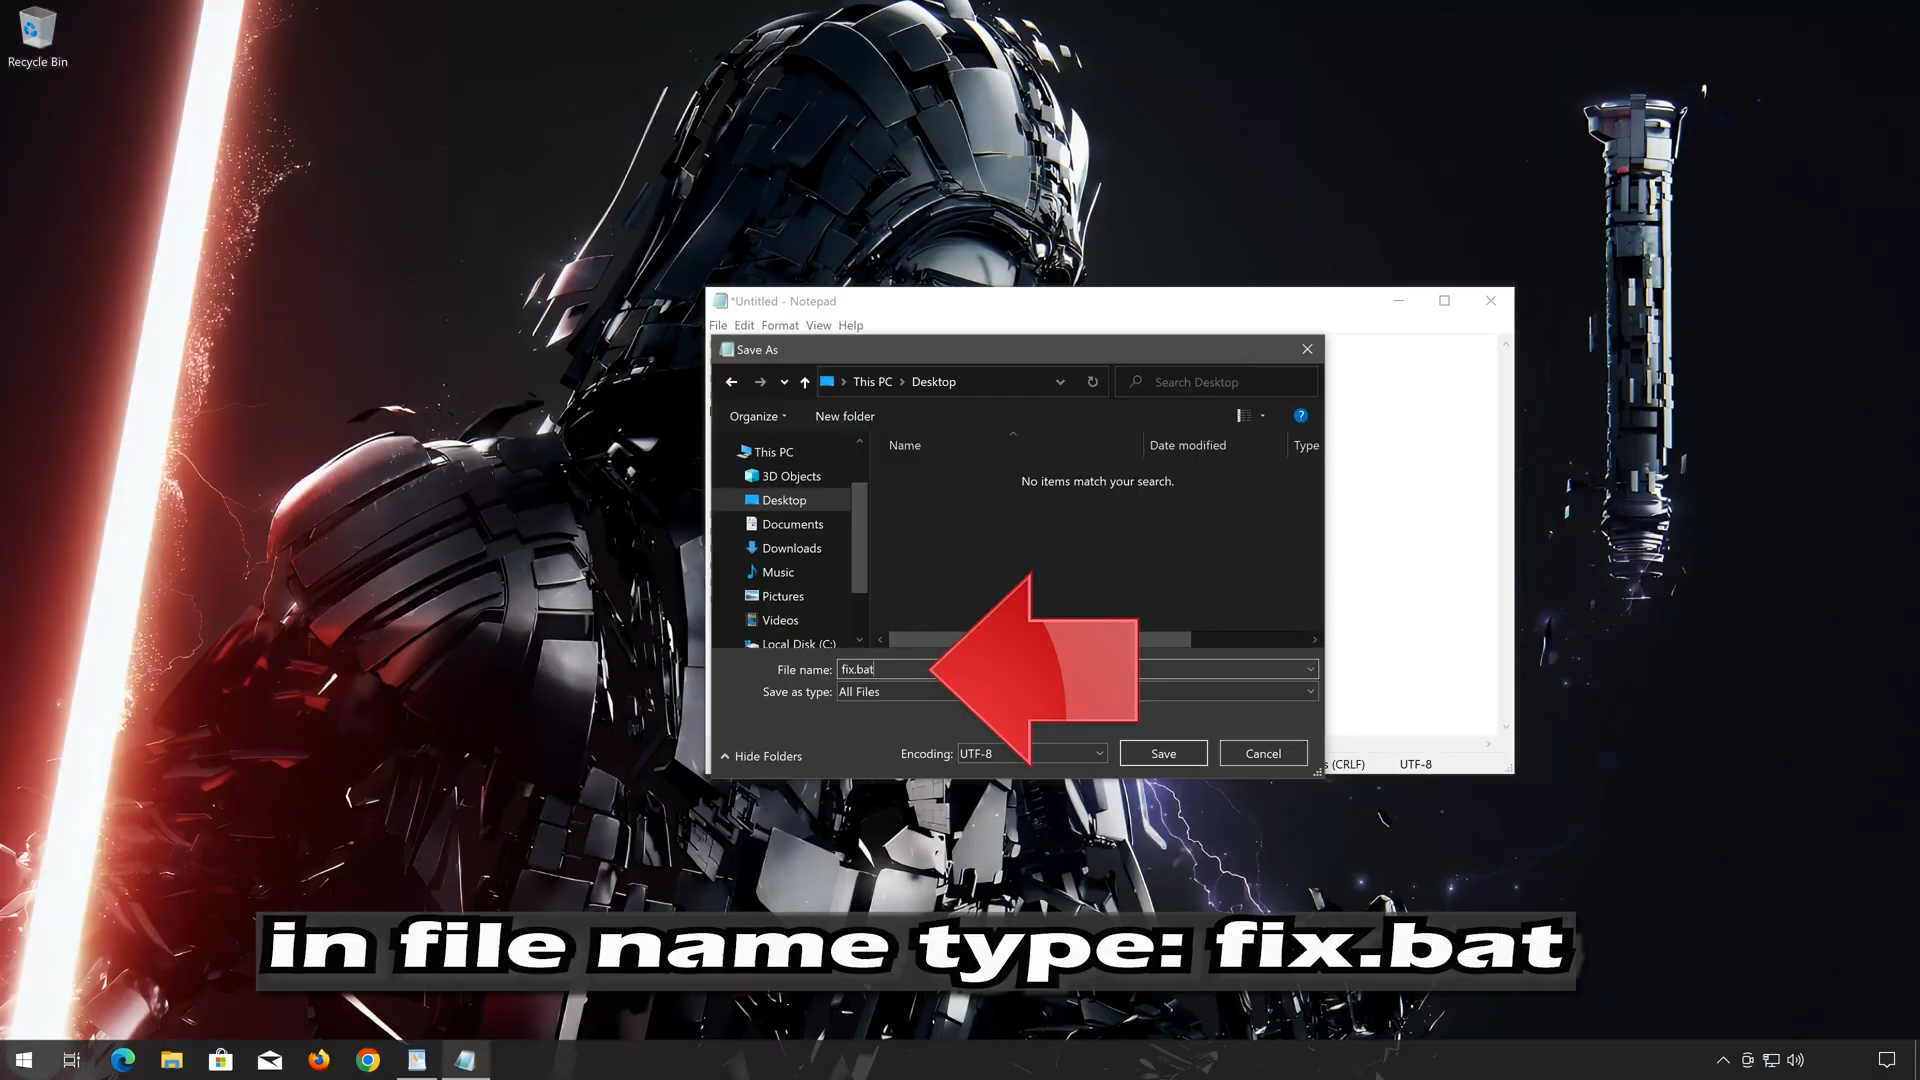 Recycle Bin
*Untitled - Notepad
File Edit Format View Help
Save As
This PC Desktop
Search Desktop
Organize New folder
Name Date modified Type
No items match your search.
This PC
3D Objects
Desktop
Documents
Downloads
Music
Pictures
Videos
Local Disk (C:)
File name: fix.bat
Save as type: All Files
Hide Folders
Encoding: UTF-8
Save
Cancel
(CRLF) UTF-8
in file name type: fix.bat